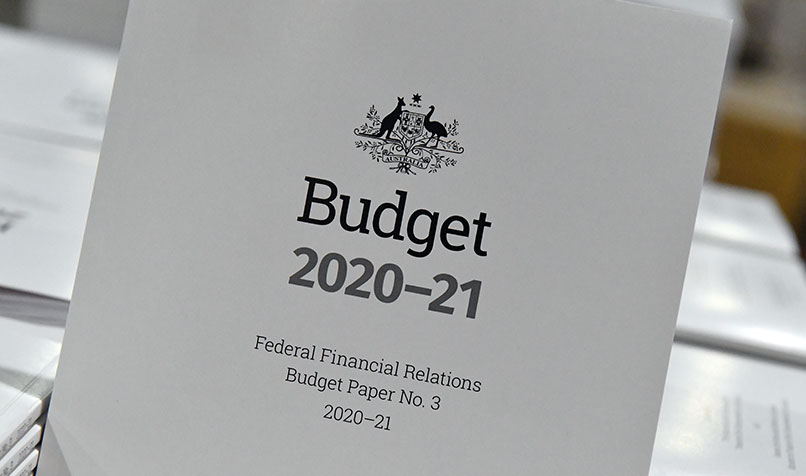 AUSTRALIA
Budget
2020–21
Federal Financial Relations
Budget Paper No. 3
2020–21